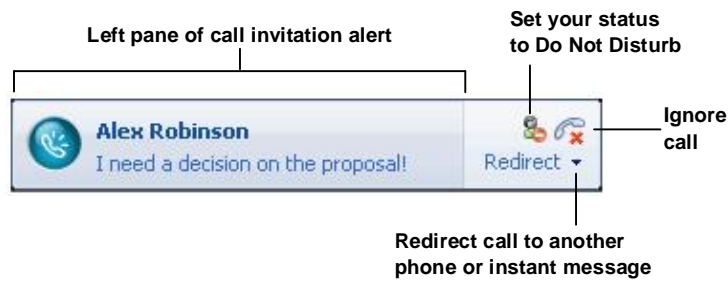 Set your status
to Do Not Disturb
Left pane of call invitation alert
Alex Robinson
I need a decision on the proposal!
Redirect
Ignore
call
Redirect call to another
phone or instant message